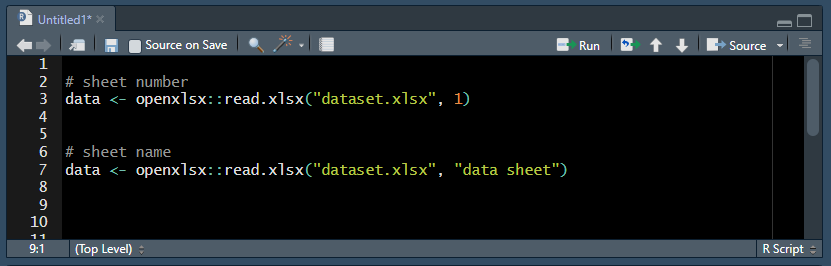 Untitled1*
Source on Save
Run
Source
1
2 # sheet number
3 data <- openxlsx::read.xlsx("dataset.xlsx", 1)
4
5
6 # sheet name
7 data <- openxlsx::read.xlsx("dataset.xlsx", "data sheet")
8
9
10
11
9:1 (Top Level) R Script